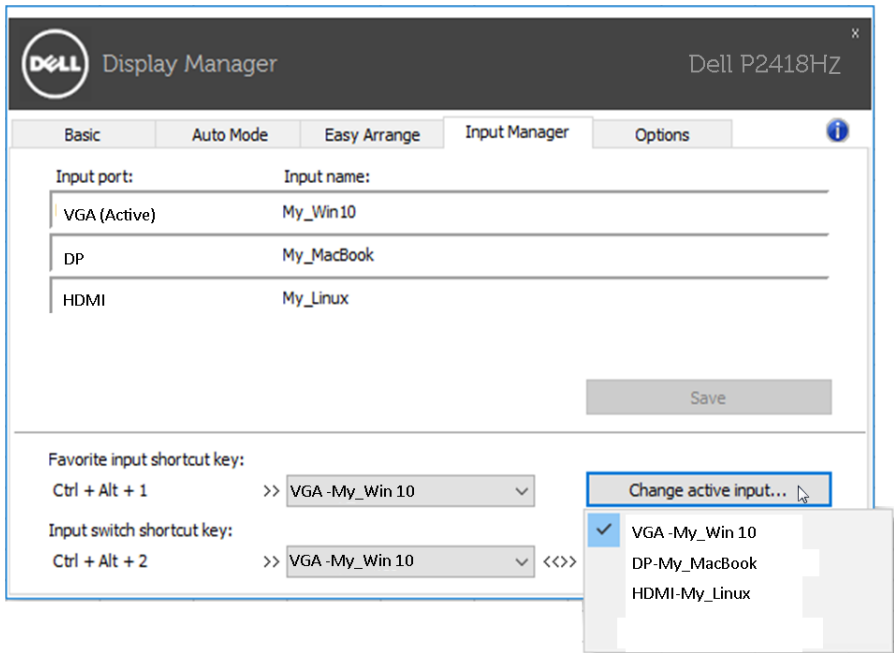 x
DELL Display Manager Dell P2418HZ
Basic Auto Mode Easy Arrange Input Manager Options i
Input port: Input name:
VGA (Active) My_Win10
DP My_MacBook
HDMI My_Linux
Save
Favorite input shortcut key:
Ctrl + Alt + 1 >> VGA -My_Win 10 Change active input...
Input switch shortcut key:
VGA -My_Win 10
Ctrl + Alt + 2 >> VGA -My_Win 10 <<>>
DP-My_MacBook
HDMI-My_Linux